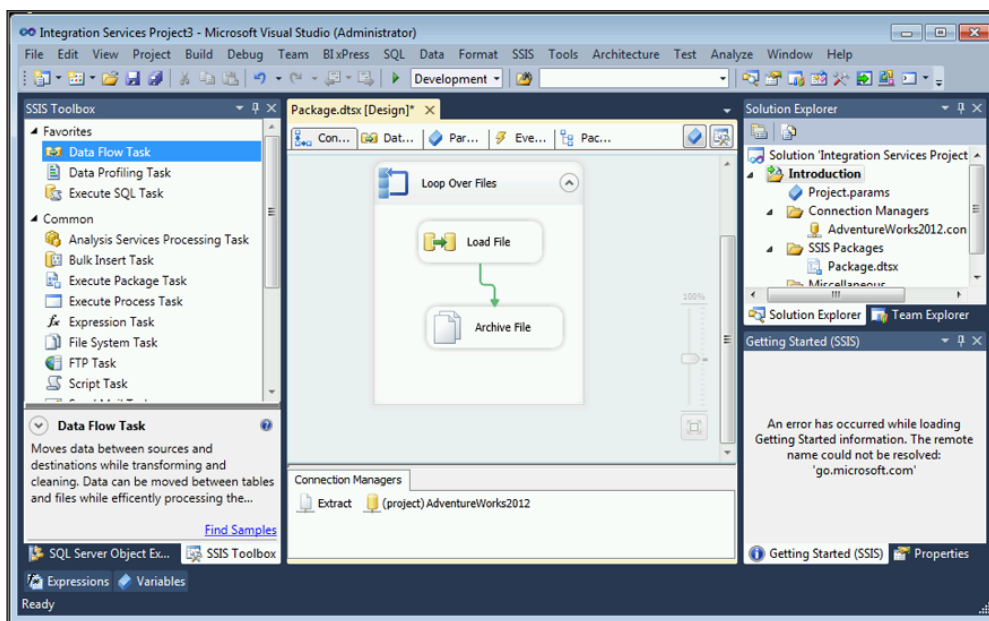 Integration Services Project3 - Microsoft Visual Studio (Administrator)
File Edit View Project Build Debug Team BIxPress SQL Data Format SSIS Tools Architecture Test Analyze Window Help
Development
SSIS Toolbox
Favorites
Data Flow Task
Data Profiling Task
Execute SQL Task
Common
Analysis Services Processing Task
Bulk Insert Task
Execute Package Task
Execute Process Task
fx Expression Task
File System Task
FTP Task
Script Task
Data Flow Task
Moves data between sources and
destinations while transforming and
cleaning. Data can be moved between tables
and files while efficently processing the...
Find Samples
SQL Server Object Ex... SSIS Toolbox
Package.dtsx [Design]*
Con... Dat... Par... Eve... Pac...
Loop Over Files
Load File
Archive File
100%
Connection Managers
Extract (project) AdventureWorks2012
Solution Explorer
Solution 'Integration Services Project
Introduction
Project.params
Connection Managers
AdventureWorks2012.con
SSIS Packages
Package.dtsx
Miscellaneous
Solution Explorer Team Explorer
Getting Started (SSIS)
An error has occurred while loading
Getting Started information. The remote
name could not be resolved:
'go.microsoft.com'
Getting Started (SSIS) Properties
Expressions Variables
Ready